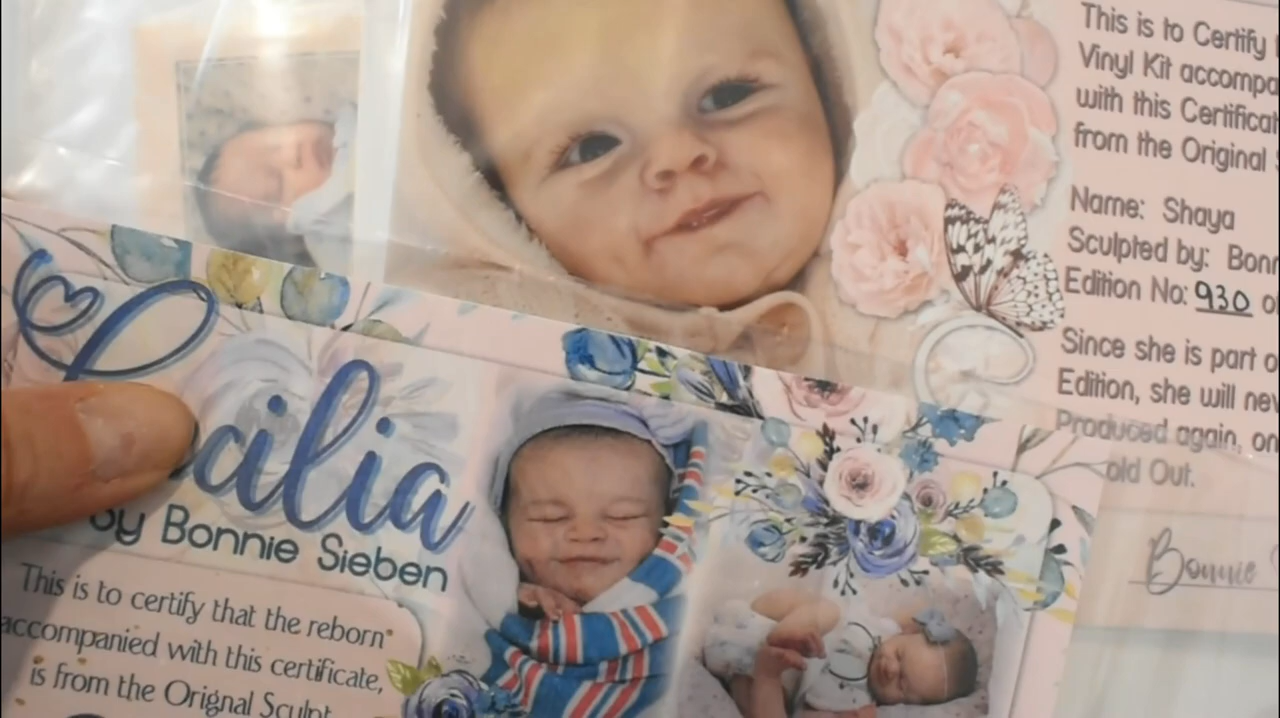 This is to Certify
Vinyl Kit accompa
with this Certificat
from the Original
Name: Shaya
Sculpted by: Bonn
Edition No: 930 o
Since she is part o
Edition, she will nev
Produced again, on
old Out.
Bonnie
cilia
by Bonnie Sieben
This is to certify that the reborn
accompanied with this certificate,
is from the Orignal Sculpt